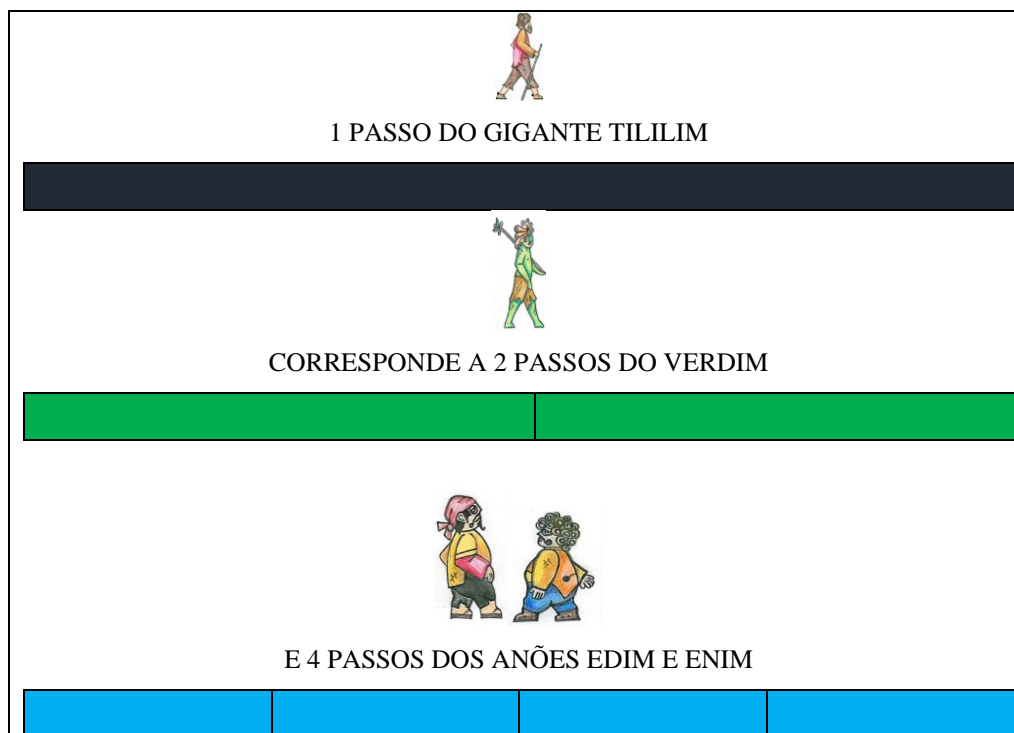 1 PASSO DO GIGANTE TILILIM
CORRESPONDE A 2 PASSOS DO VERDIM
E 4 PASSOS DOS ANÕES EDIM E ENIM